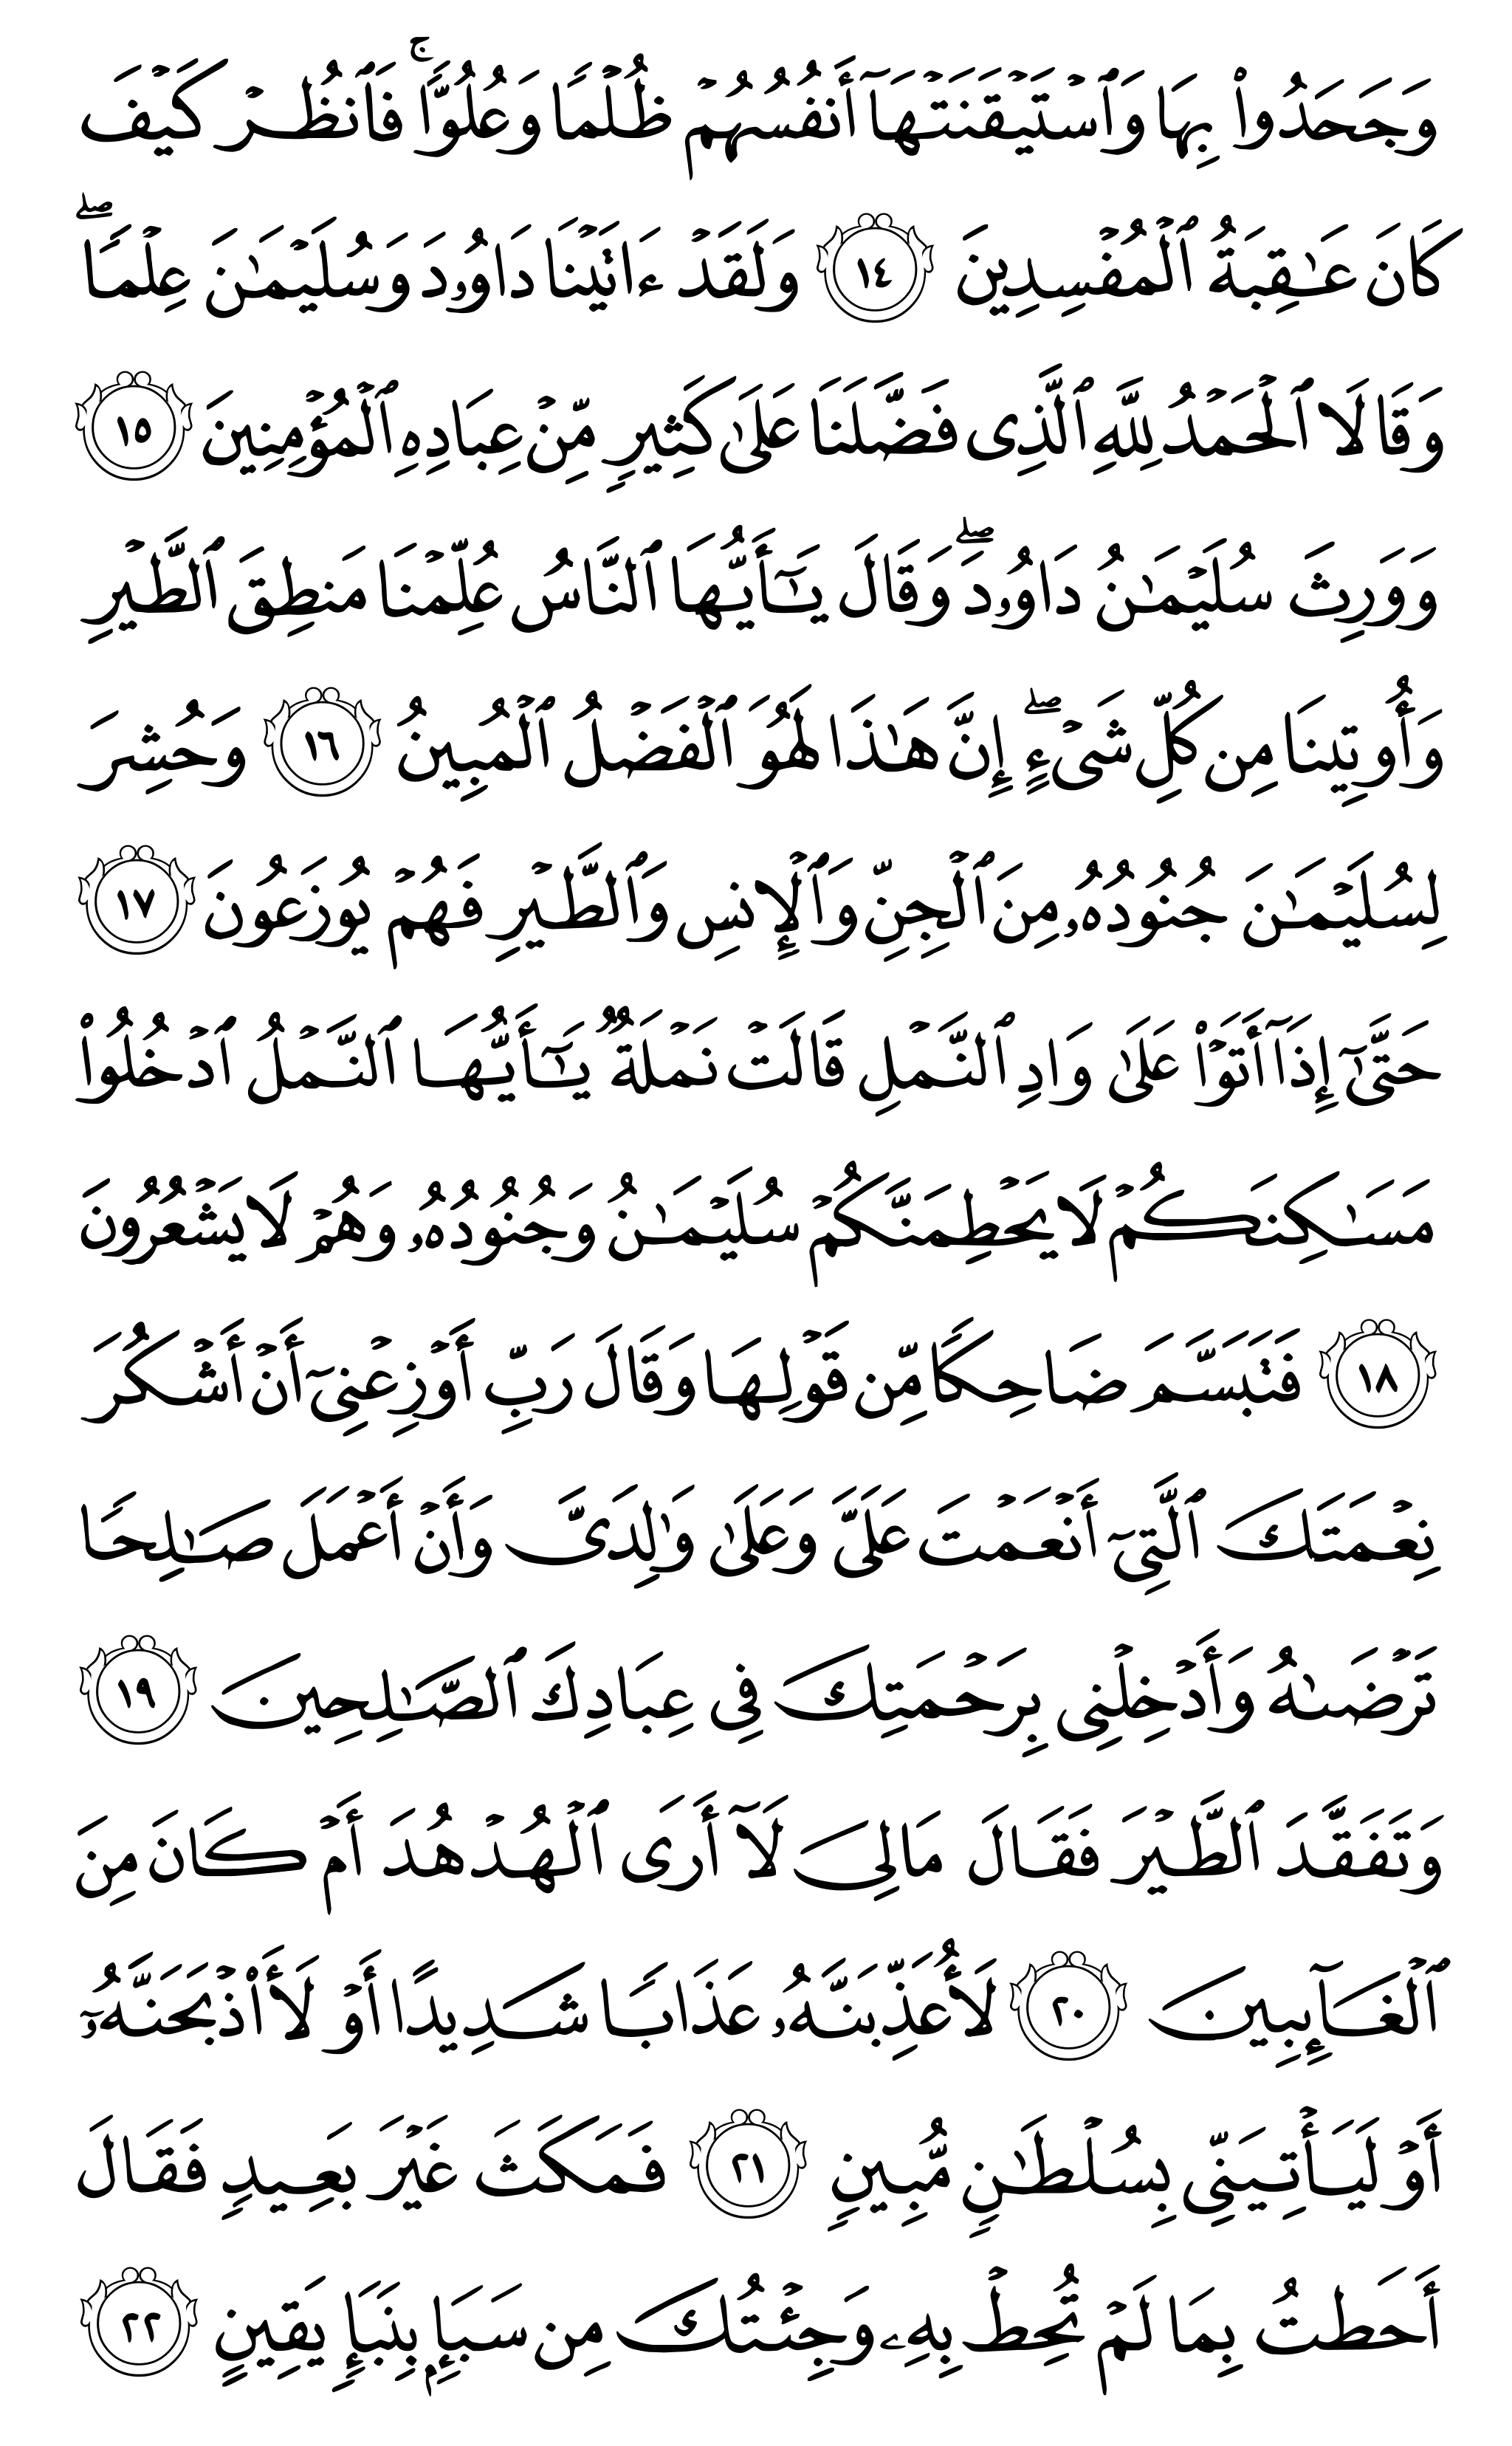 وَجَحَدُوا۟ بِهَا وَٱسْتَيْقَنَتْهَآ أَنفُسُهُمْ ظُلْمًا وَعُلُوًّا ۚ فَٱنظُرْ كَيْفَ
كَانَ عَـٰقِبَةُ ٱلْمُفْسِدِينَ ١٤ وَلَقَدْ ءَاتَيْنَا دَاوُۥدَ وَسُلَيْمَـٰنَ عِلْمًا ۖ
وَقَالَا ٱلْحَمْدُ لِلَّهِ ٱلَّذِى فَضَّلَنَا عَلَىٰ كَثِيرٍ مِّنْ عِبَادِهِ ٱلْمُؤْمِنِينَ ١٥
وَوَرِثَ سُلَيْمَـٰنُ دَاوُۥدَ ۖ وَقَالَ يَـٰٓأَيُّهَا ٱلنَّاسُ عُلِّمْنَا مَنطِقَ ٱلطَّيْرِ
وَأُوتِينَا مِن كُلِّ شَىْءٍ ۖ إِنَّ هَـٰذَا لَهُوَ ٱلْفَضْلُ ٱلْمُبِينُ ١٦ وَحُشِرَ
لِسُلَيْمَـٰنَ جُنُودُهُۥ مِنَ ٱلْجِنِّ وَٱلْإِنسِ وَٱلطَّيْرِ فَهُمْ يُوزَعُونَ ١٧
حَتَّىٰٓ إِذَآ أَتَوْا۟ عَلَىٰ وَادِ ٱلنَّمْلِ قَالَتْ نَمْلَةٌ يَـٰٓأَيُّهَا ٱلنَّمْلُ ٱدْخُلُوا۟
مَسَـٰكِنَكُمْ لَا يَحْطِمَنَّكُمْ سُلَيْمَـٰنُ وَجُنُودُهُۥ وَهُمْ لَا يَشْعُرُونَ
١٨ فَتَبَسَّمَ ضَاحِكًا مِّن قَوْلِهَا وَقَالَ رَبِّ أَوْزِعْنِىٓ أَنْ أَشْكُرَ
نِعْمَتَكَ ٱلَّتِىٓ أَنْعَمْتَ عَلَىَّ وَعَلَىٰ وَٰلِدَىَّ وَأَنْ أَعْمَلَ صَـٰلِحًا
تَرْضَىٰهُ وَأَدْخِلْنِى بِرَحْمَتِكَ فِى عِبَادِكَ ٱلصَّـٰلِحِينَ ١٩
وَتَفَقَّدَ ٱلطَّيْرَ فَقَالَ مَالِىَ لَآ أَرَى ٱلْهُدْهُدَ أَمْ كَانَ مِنَ
ٱلْغَآئِبِينَ ٢٠ لَأُعَذِّبَنَّهُۥ عَذَابًا شَدِيدًا أَوْ لَأَا۟ذْبَحَنَّهُۥٓ
أَوْ لَيَأْتِيَنِّى بِسُلْطَـٰنٍ مُّبِينٍ ٢١ فَمَكَثَ غَيْرَ بَعِيدٍ فَقَالَ
أَحَطتُ بِمَا لَمْ تُحِطْ بِهِۦ وَجِئْتُكَ مِن سَبَإٍۭ بِنَبَإٍ يَقِينٍ ٢٢